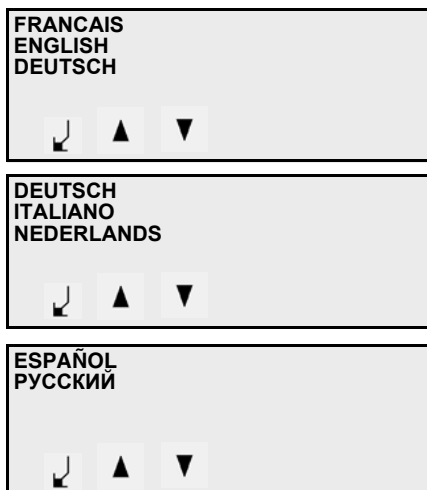 FRANCAIS
ENGLISH
DEUTSCH
DEUTSCH
ITALIANO
NEDERLANDS
ESPAÑOL
РУССКИЙ